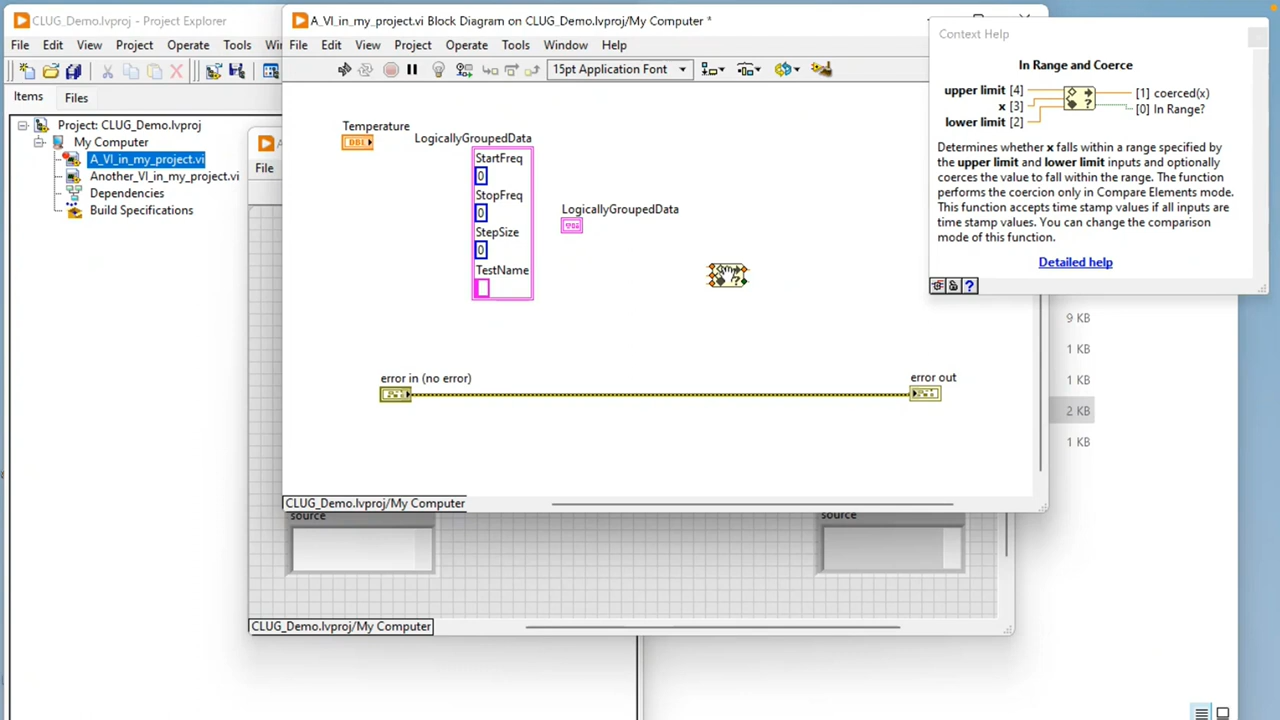 CLUG_Demo.lvproj - Project Explorer
File Edit View Project Operate Tools
Items Files
Project: CLUG_Demo.lvproj
My Computer
A_VI_in_my_project.vi
Another_VI_in_my_project.vi
Dependencies
Build Specifications
A_VI_in_my_project.vi Block Diagram on CLUG_Demo.lvproj/My Computer *
File Edit View Project Operate Tools Window Help
15pt Application Font
Temperature
DBL
LogicallyGroupedData
StartFreq
0
StopFreq
0
StepSize
0
TestName
LogicallyGroupedData
error in (no error)
error out
CLUG_Demo.lvproj/My Computer
File
source
source
CLUG_Demo.lvproj/My Computer
Context Help
In Range and Coerce
upper limit [4]
x [3]
lower limit [2]
[1] coerced(x)
[0] In Range?
Determines whether x falls within a range specified by
the upper limit and lower limit inputs and optionally
coerces the value to fall within the range. The function
performs the coercion only in Compare Elements mode.
This function accepts time stamp values if all inputs are
time stamp values. You can change the comparison
mode of this function.
Detailed help
?
9 KB
1 KB
1 KB
2 KB
1 KB